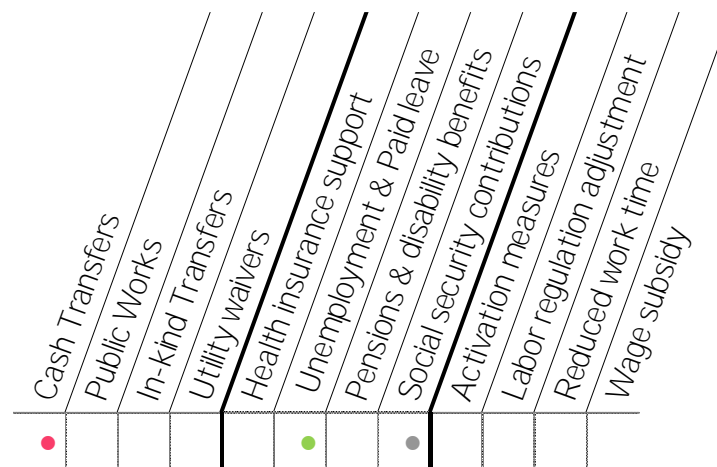 Cash Transfers
Public Works
In-Kind Transfers
Utility waivers
Health insurance support
Unemployment & Paid leave
Pensions & disability benefits
Social security contributions
Activation measures
Labor regulation adjustment
Reduced work time
Wage subsidy